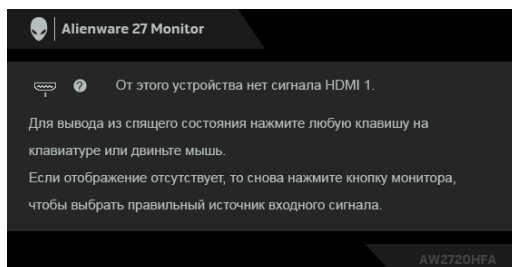 Alienware 27 Monitor
? От этого устройства нет сигнала HDMI 1.
Для вывода из спящего состояния нажмите любую клавишу на
клавиатуре или двиньте мышь.
Если отображение отсутствует, то снова нажмите кнопку монитора,
чтобы выбрать правильный источник входного сигнала.
AW2720HFA